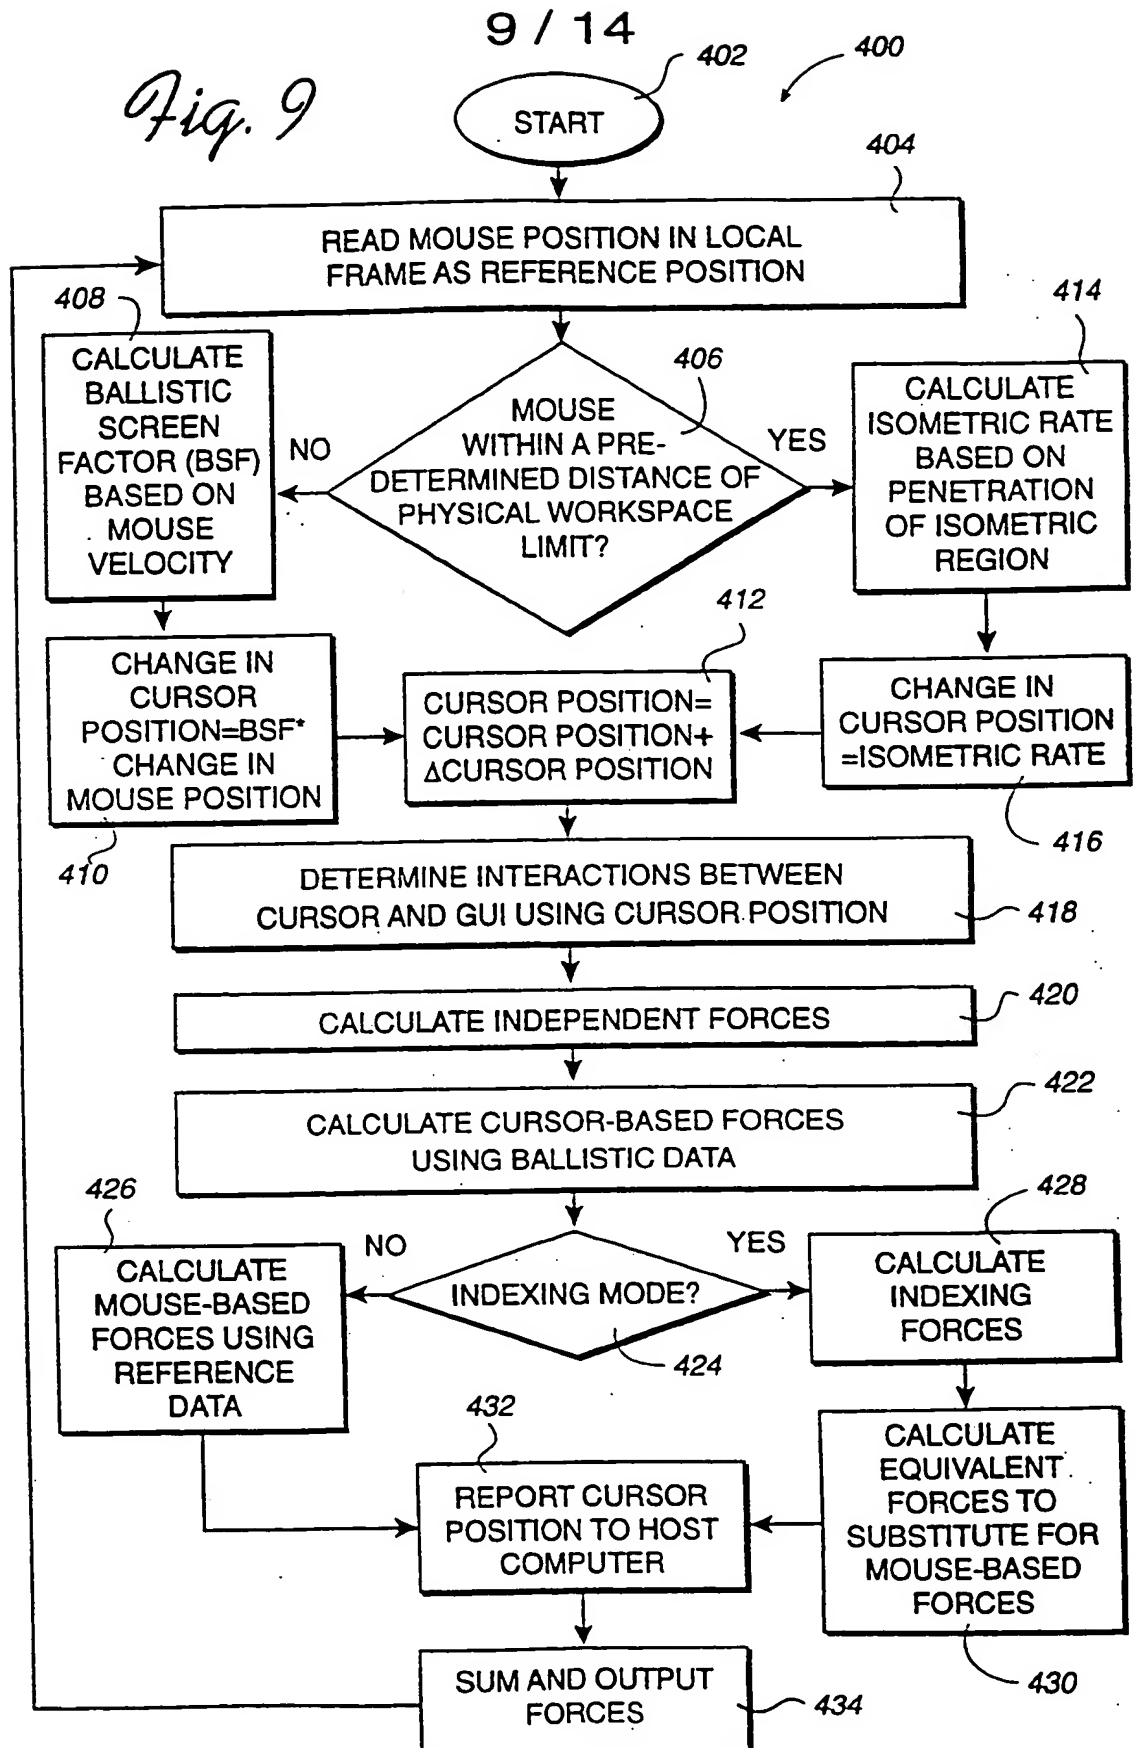 9 / 14
Fig. 9
402
400
START
404
READ MOUSE POSITION IN LOCAL
FRAME AS REFERENCE POSITION
408
CALCULATE
BALLISTIC
SCREEN
FACTOR (BSF)
BASED ON
MOUSE
VELOCITY
NO
406
MOUSE
WITHIN A PRE-
DETERMINED DISTANCE OF
PHYSICAL WORKSPACE
LIMIT?
YES
414
CALCULATE
ISOMETRIC RATE
BASED ON
PENETRATION
OF ISOMETRIC
REGION
CHANGE IN
CURSOR
POSITION=BSF*
CHANGE IN
MOUSE POSITION
410
412
CURSOR POSITION=
CURSOR POSITION+
ΔCURSOR POSITION
CHANGE IN
CURSOR POSITION
=ISOMETRIC RATE
416
DETERMINE INTERACTIONS BETWEEN
CURSOR AND GUI USING CURSOR POSITION
418
CALCULATE INDEPENDENT FORCES
420
CALCULATE CURSOR-BASED FORCES
USING BALLISTIC DATA
422
426
CALCULATE
MOUSE-BASED
FORCES USING
REFERENCE
DATA
NO
INDEXING MODE?
424
YES
428
CALCULATE
INDEXING
FORCES
432
REPORT CURSOR
POSITION TO HOST
COMPUTER
CALCULATE
EQUIVALENT
FORCES TO
SUBSTITUTE FOR
MOUSE-BASED
FORCES
430
SUM AND OUTPUT
FORCES
434